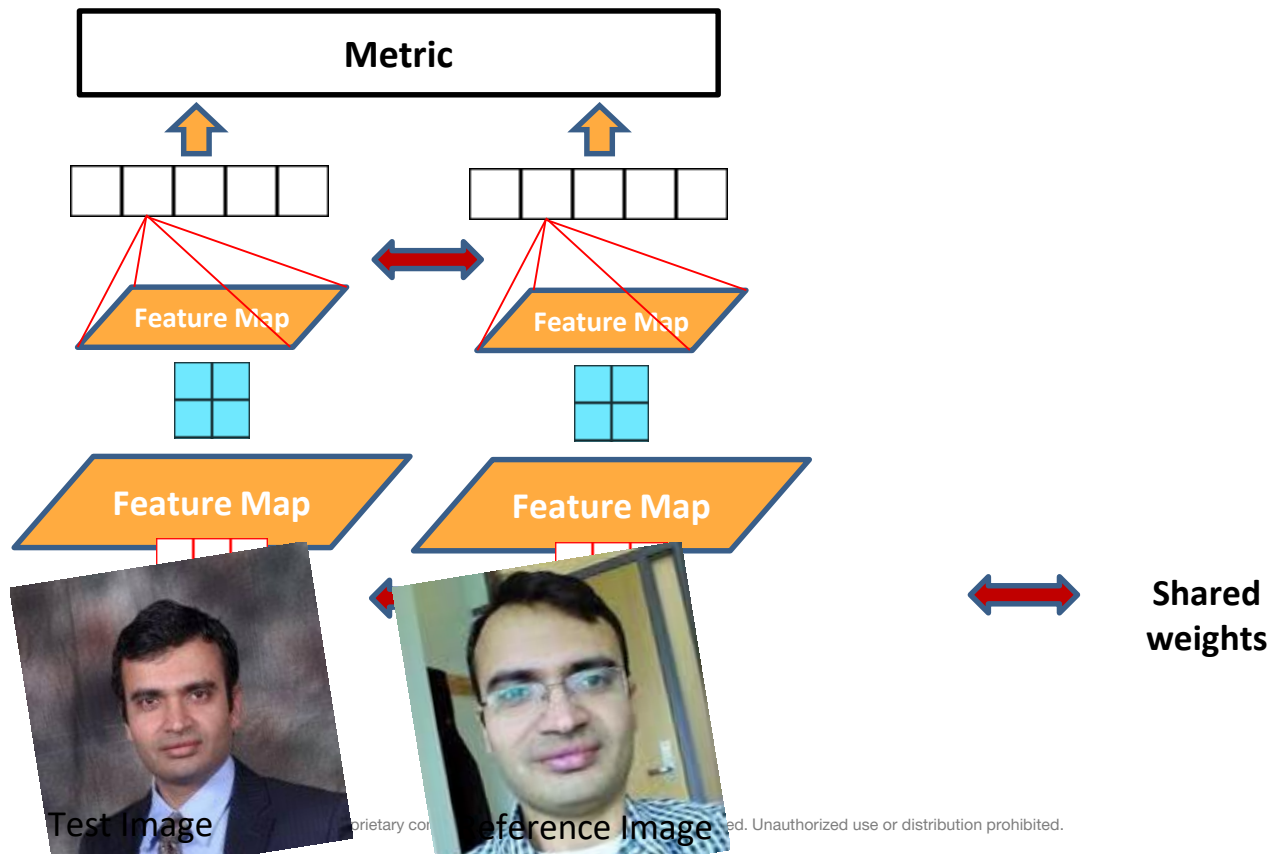 Metric
Feature Map
Feature Map
Feature Map
Feature Map
Shared
weights
Test Image
Reference Image
ed. Unauthorized use or distribution prohibited.